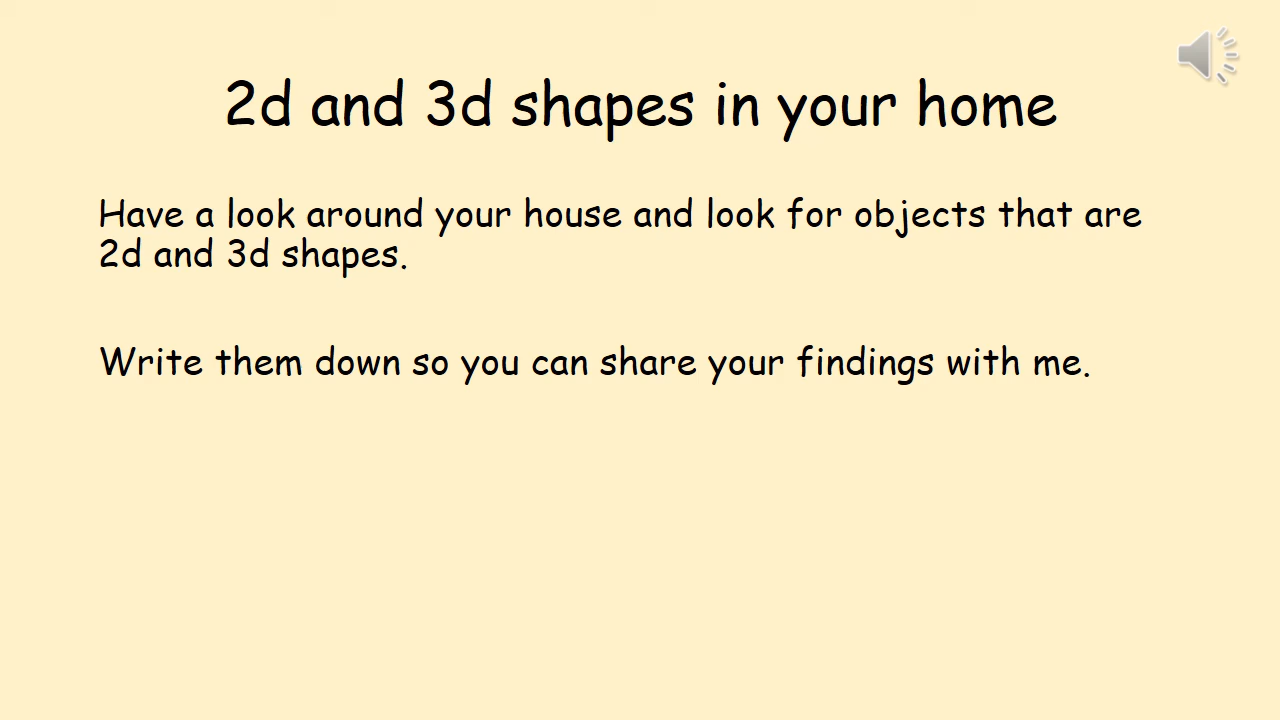 2d and 3d shapes in your home
Have a look around your house and look for objects that are
2d and 3d shapes.
Write them down so you can share your findings with me.